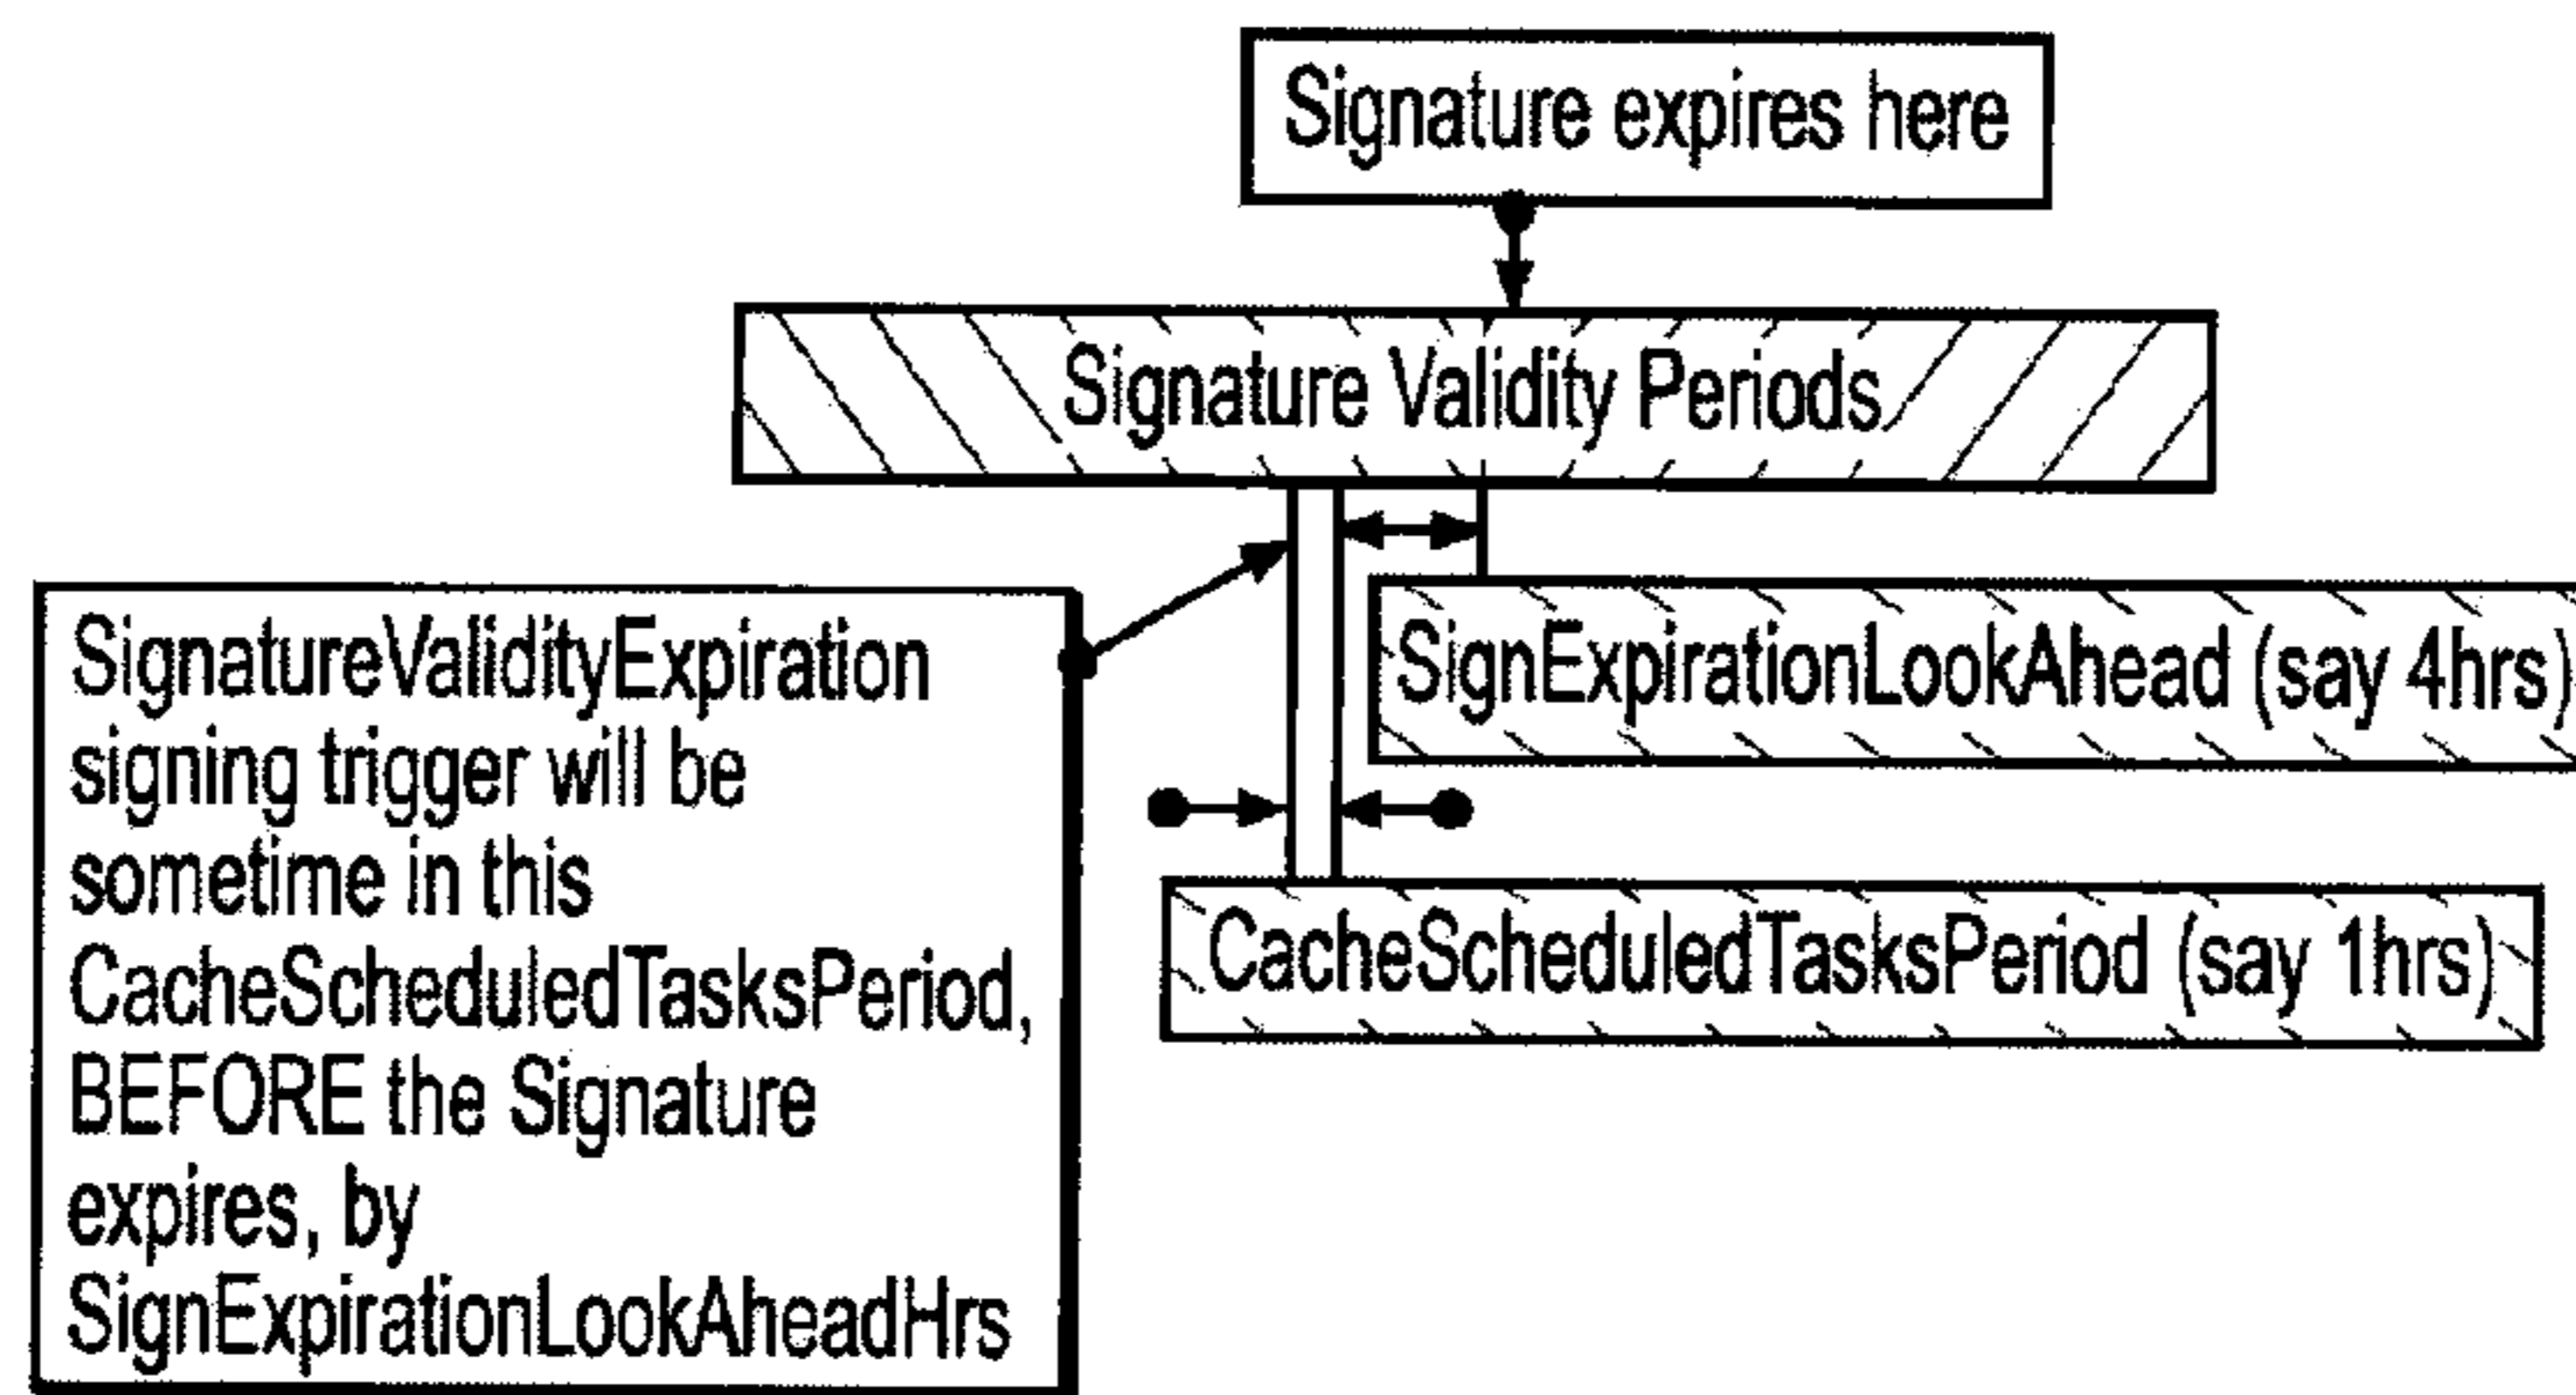 Signature expires here
Signature Validity Periods
SignatureValidityExpiration
signing trigger will be
sometime in this
CacheScheduledTasksPeriod,
BEFORE the Signature
expires, by
SignExpirationLookAheadHrs
SignExpirationLookAhead (say 4hrs)
CacheScheduledTasksPeriod (say 1hrs)